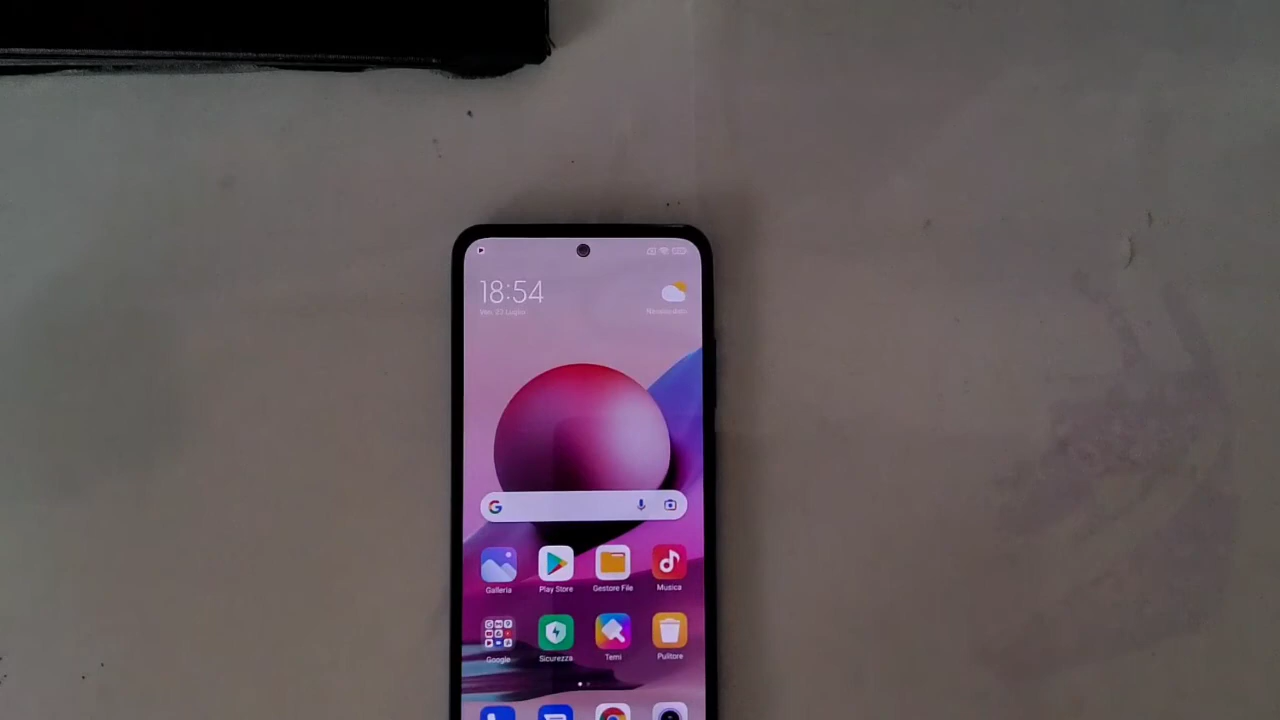 18:54
Galleria
Play Store
Gestore File
Musica
Google
Sicurezza
Temi
Pulitore